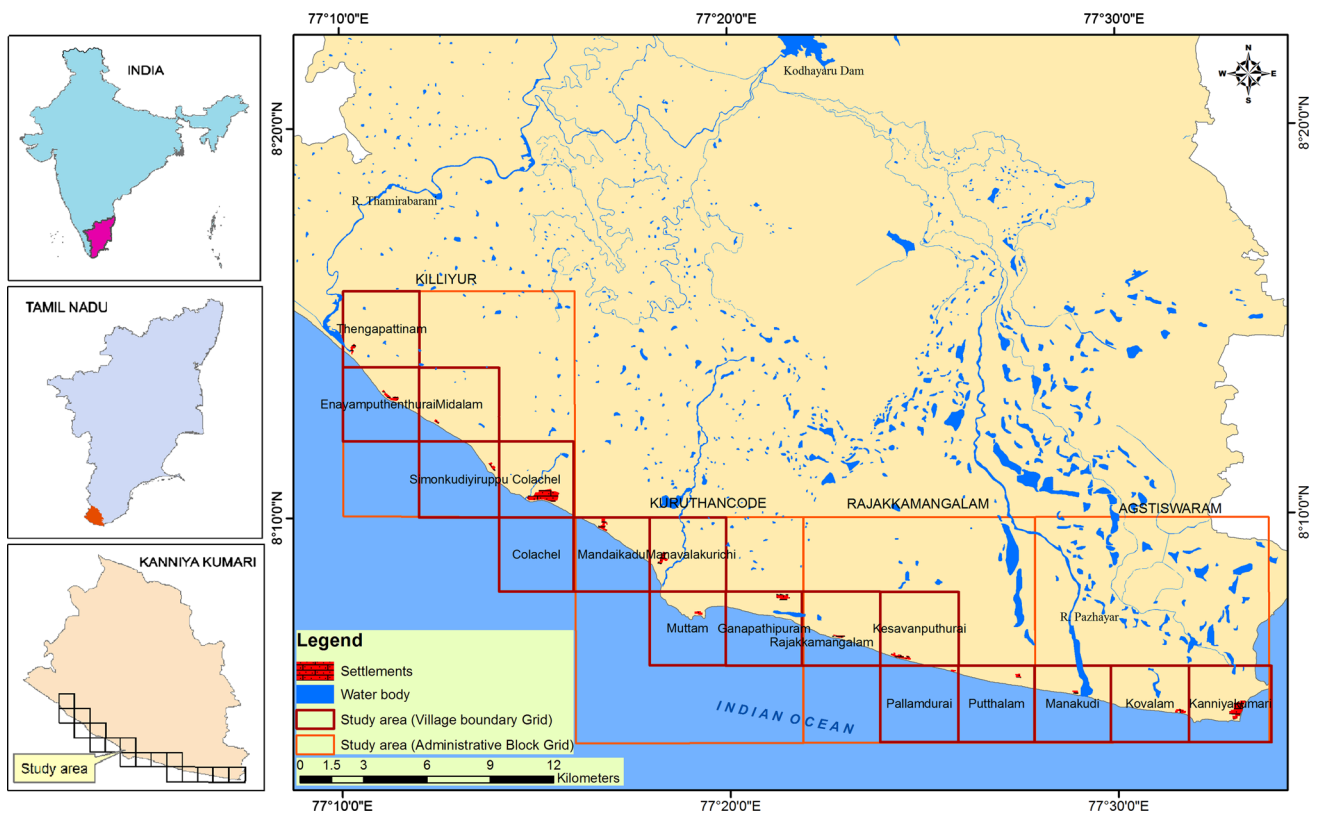 INDIA
TAMIL NADU
KANNIYA KUMARI
Study area
77°10'0"E
77°20'0"E
77°30'0"E
8°20'0"N
8°20'0"N
8°10'0"N
8°10'0"N
N
W
E
S
Kodhayaru Dam
R. Thamirabarani
KILLIYUR
Thengapattinam
Enayamputhenthurai
Midalam
Simonkudiyiruppu
Colachel
KURUTHANCODE
RAJAKKAMANGALAM
AGSTISWARAM
Colachel
Mandaikadu
Manavalakurichi
Muttam
Ganapathipuram
Rajakkamangalam
Kesavanputhurai
R. Pazhayar
Pallamdurai
Putthalam
Manakudi
Kovalam
Kanniyakumari
INDIAN OCEAN
Legend
Settlements
Water body
Study area (Village boundary Grid)
Study area (Administrative Block Grid)
0 1.5 3 6 9 12
Kilometers
77°10'0"E
77°20'0"E
77°30'0"E